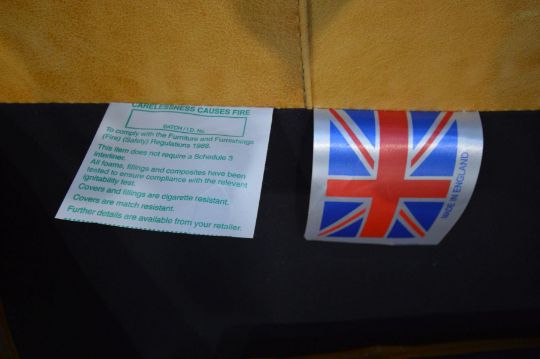 CARELESSNESS CAUSES FIRE
BATCH / I.D. No.
To comply with the Furniture and Furnishings
(Fire) (Safety) Regulations 1988.
This item does not require a Schedule 3
interliner.
All foams, fillings and composites have been
tested to ensure compliance with the relevant
ignitability test.
Covers and fillings are cigarette resistant.
Covers are match resistant.
Further details are available from your retailer.
MADE IN ENGLAND